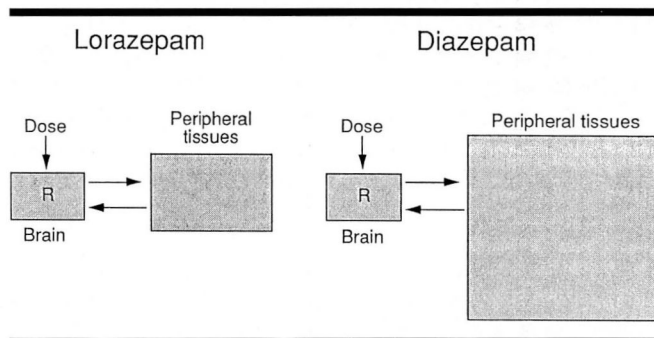 Lorazepam
Dose
Peripheral
tissues
R
Brain
Diazepam
Dose
Peripheral tissues
R
Brain